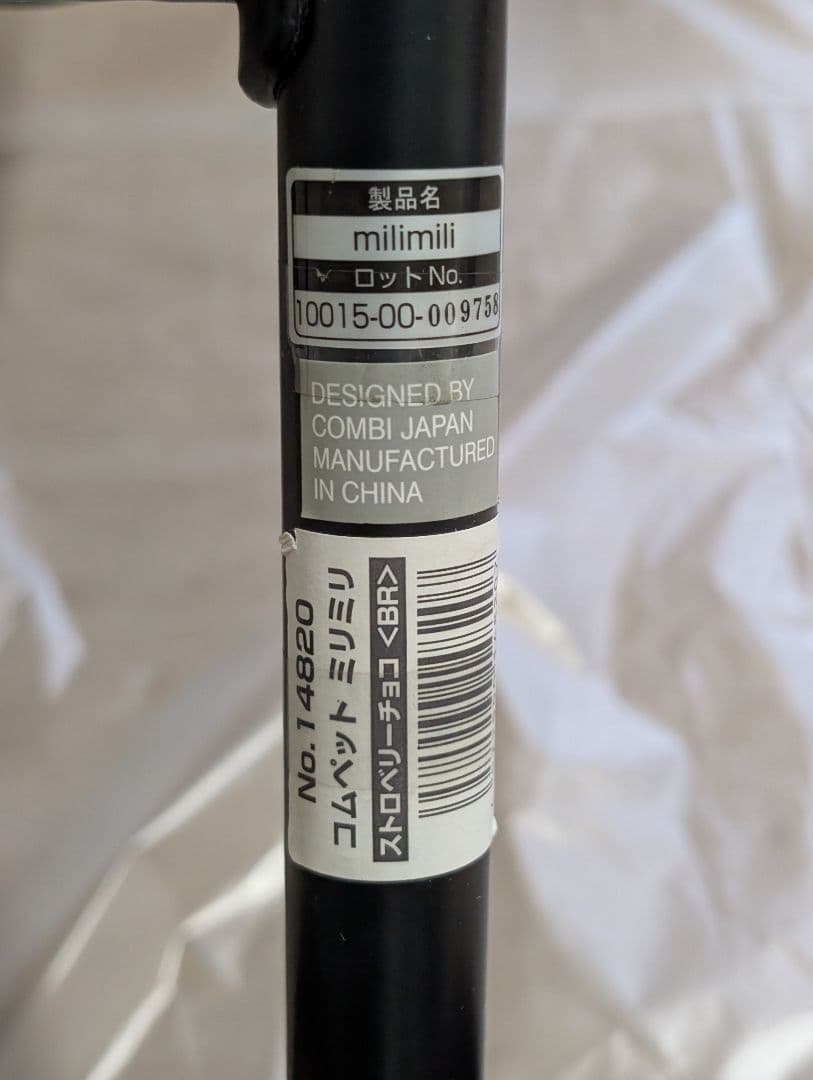 製品名
milimili
ロットNo.
10015-00-009758
DESIGNED BY
COMBI JAPAN
MANUFACTURED
IN CHINA
No.14820
コムペット ミリミリ
ストロベリーチョコ<BR>